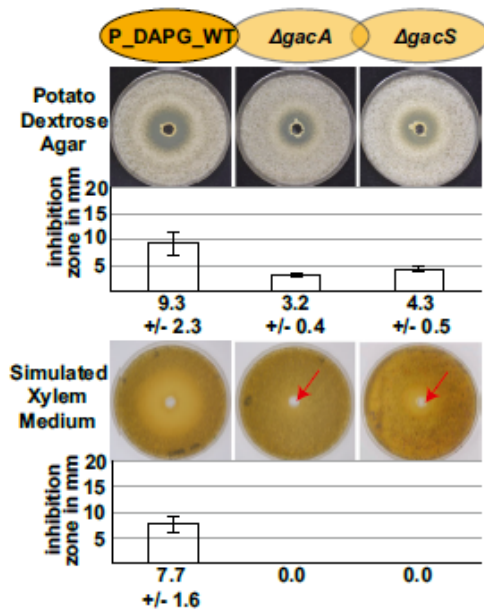 P_DAPG_WT ΔgacA ΔgacS
Potato
Dextrose
Agar
inhibition
zone in mm
20
15
10
5
9.3 3.2 4.3
+/- 2.3 +/- 0.4 +/- 0.5
Simulated
Xylem
Medium
inhibition
zone in mm
20
15
10
5
7.7 0.0 0.0
+/- 1.6